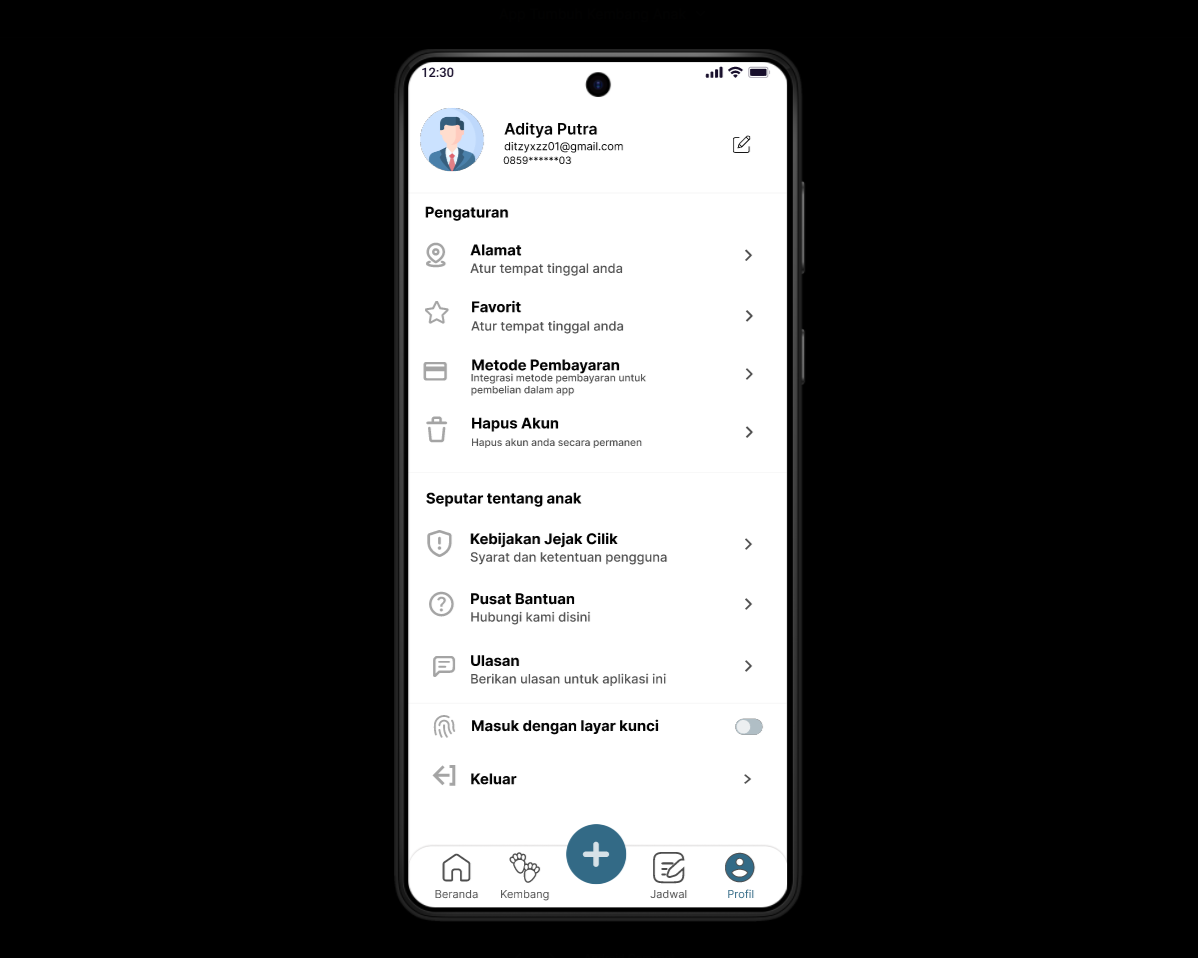 12:30
Aditya Putra
ditzyxzz01@gmail.com
0859******03
Pengaturan
Alamat
Atur tempat tinggal anda
Favorit
Atur tempat tinggal anda
Metode Pembayaran
Integrasi metode pembayaran untuk
pembelian dalam app
Hapus Akun
Hapus akun anda secara permanen
Seputar tentang anak
Kebijakan Jejak Cilik
Syarat dan ketentuan pengguna
Pusat Bantuan
Hubungi kami disini
Ulasan
Berikan ulasan untuk aplikasi ini
Masuk dengan layar kunci
Keluar
Beranda
Kembang
Jadwal
Profil